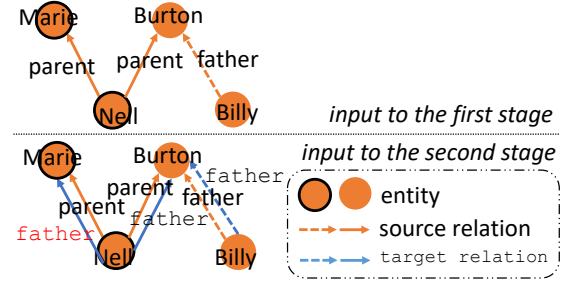 Marie
Burton
parent
parent
father
Nell
Billy
input to the first stage
input to the second stage
Marie
Burton
father
parent
father
parent
father
father
Nell
Billy
entity
source relation
target relation